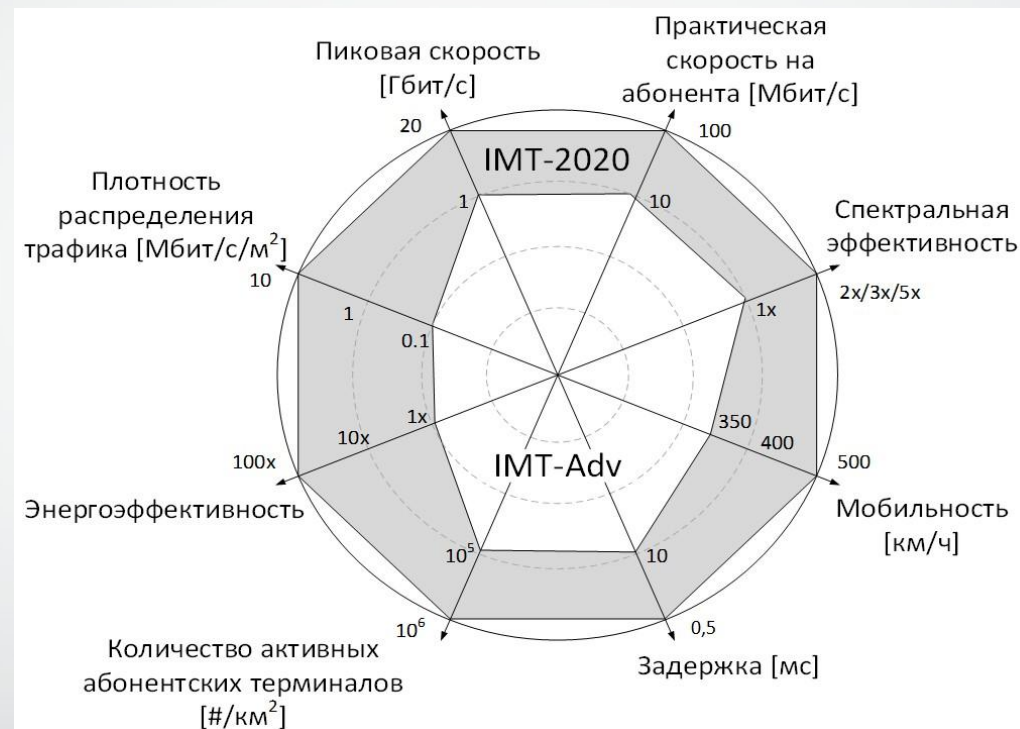 Пиковая скорость
[Гбит/с]
Практическая
скорость на
абонента [Мбит/с]
20
100
IMT-2020
1
10
Плотность
распределения
трафика [Мбит/с/м²]
Спектральная
эффективность
10
1
0.1
1x
2x/3x/5x
1x
10x
100x
350
400
500
Энергоэффективность
IMT-Adv
Мобильность
[км/ч]
10⁵
10
10⁶
0,5
Количество активных
абонентских терминалов
[#/км²]
Задержка [мс]